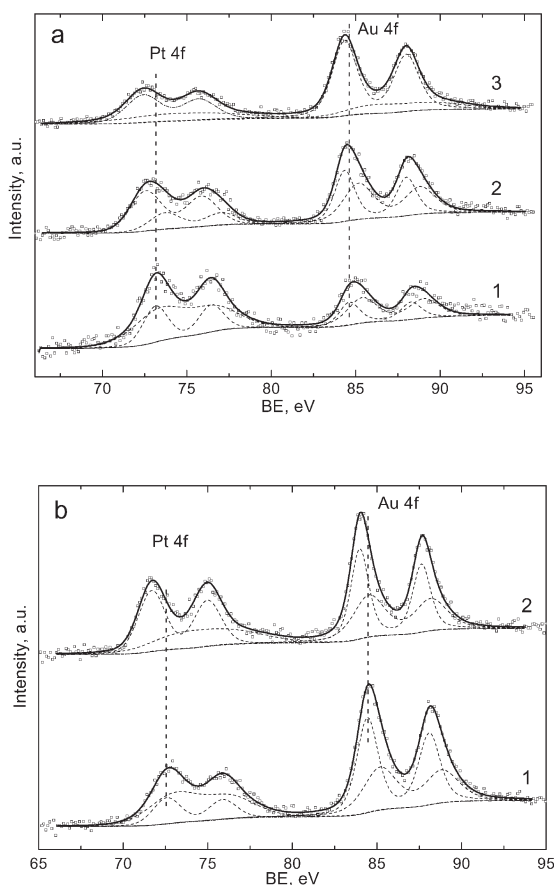 a
Pt 4f
Au 4f
3
2
1
Intensity, a.u.
70 75 80 85 90 95
BE, eV
b
Au 4f
Pt 4f
2
1
Intensity, a.u.
65 70 75 80 85 90 95
BE, eV